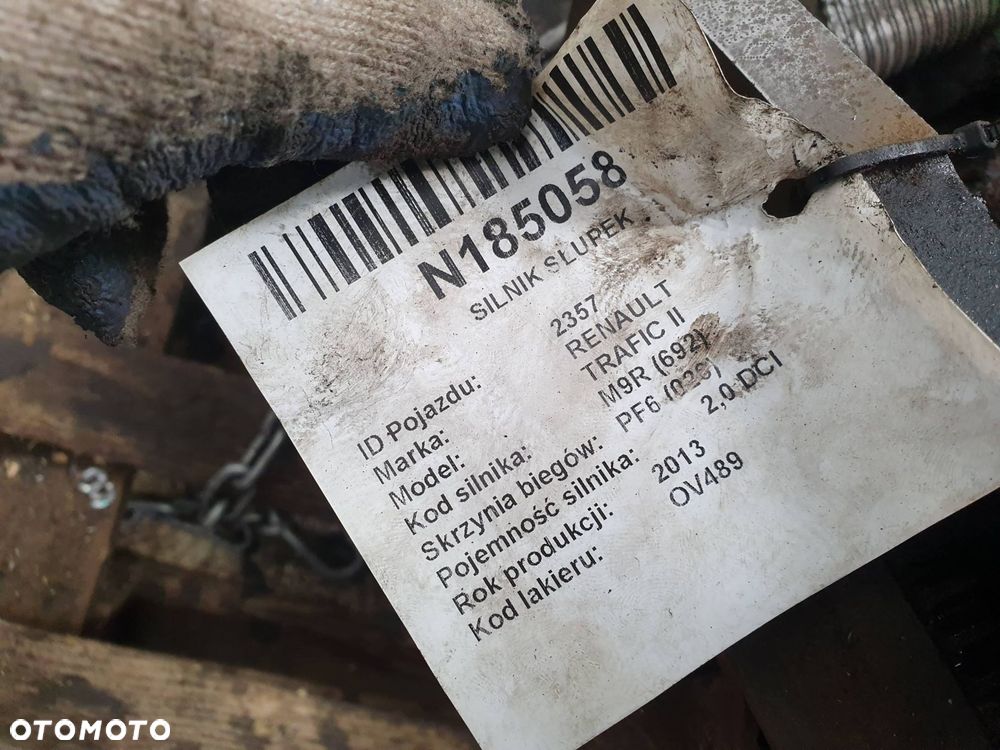 N185058
SILNIK SŁUPEK
ID Pojazdu: 2357
Marka: RENAULT
Model: TRAFIC II
Kod silnika: M9R (692)
Skrzynia biegów: PF6
Pojemność silnika: 2,0 DCI
Rok produkcji: 2013
Kod lakieru: OV489
OTOMOTO